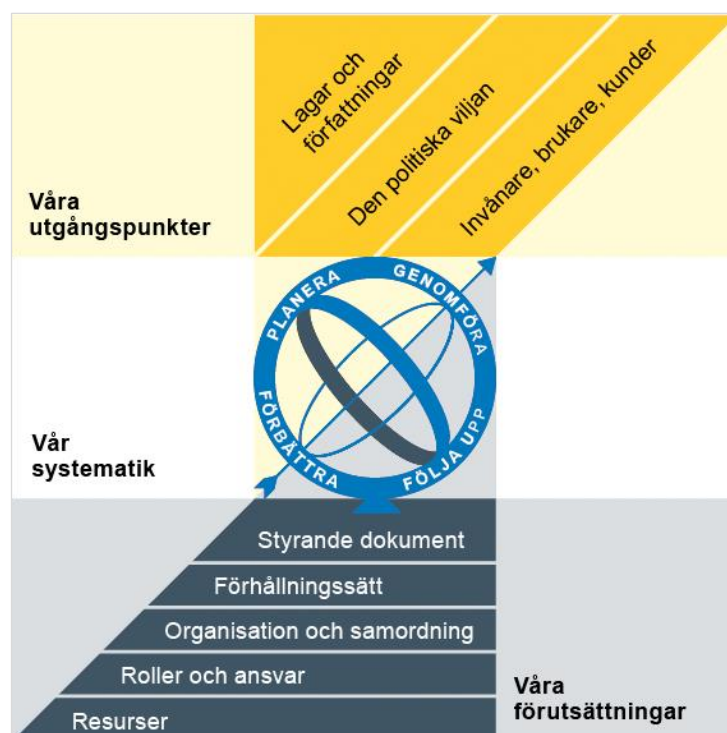 Lagar och
författningar
Den politiska viljan
Invånare, brukare, kunder
Våra
utgångspunkter
PLANERA
GENOMFÖRA
FÖRBÄTTRA
FÖLJA UPP
Vår
systematik
Styrande dokument
Förhållningssätt
Organisation och samordning
Roller och ansvar
Resurser
Våra
förutsättningar